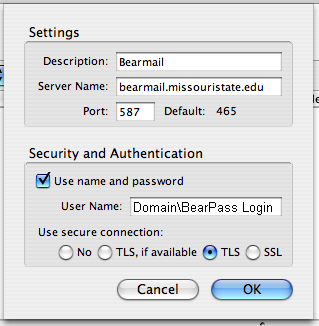 Settings
Description: Bearmail
Server Name: bearmail.missouristate.edu
Port: 587 Default: 465
Security and Authentication
Use name and password
User Name: Domain\BearPass Login
Use secure connection:
No TLS, if available TLS SSL
Cancel OK